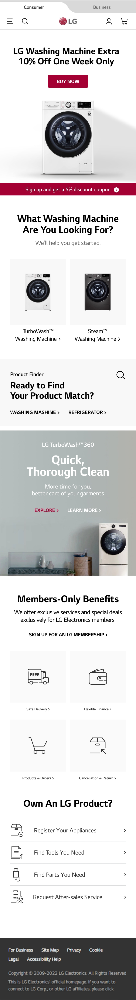 Consumer
Business
LG
LG Washing Machine Extra
10% Off One Week Only
BUY NOW
Sign up and get a 5% discount coupon
What Washing Machine
Are You Looking For?
We'll help you get started.
TurboWash™
Washing Machine >
Steam™
Washing Machine >
Product Finder
Ready to Find
Your Product Match?
WASHING MASHINE >
REFRIGERATOR >
LG TurboWash™360
Quick,
Thorough Clean
More time for you,
better care of your garments
EXPLORE >
LEARN MORE >
Members-Only Benefits
We offer exclusive services and special deals
exclusively for LG Electronics members.
SIGN UP FOR AN LG MEMBERSHIP >
FREE
Safe Delivery >
Flexible Finance >
Products & Orders >
Cancellation & Return >
Own An LG Product?
Register Your Appliances >
Find Tools You Need >
Find Parts You Need >
Request After-sales Service >
For Business Site Map Privacy Cookie
Legal Accessibility Help
Copyright © 2009-2022 LG Electronics. All Rights Reserved
This is LG Electronics' official homepage. If you want to
connect to LG Corp., or other LG affiliates, please click